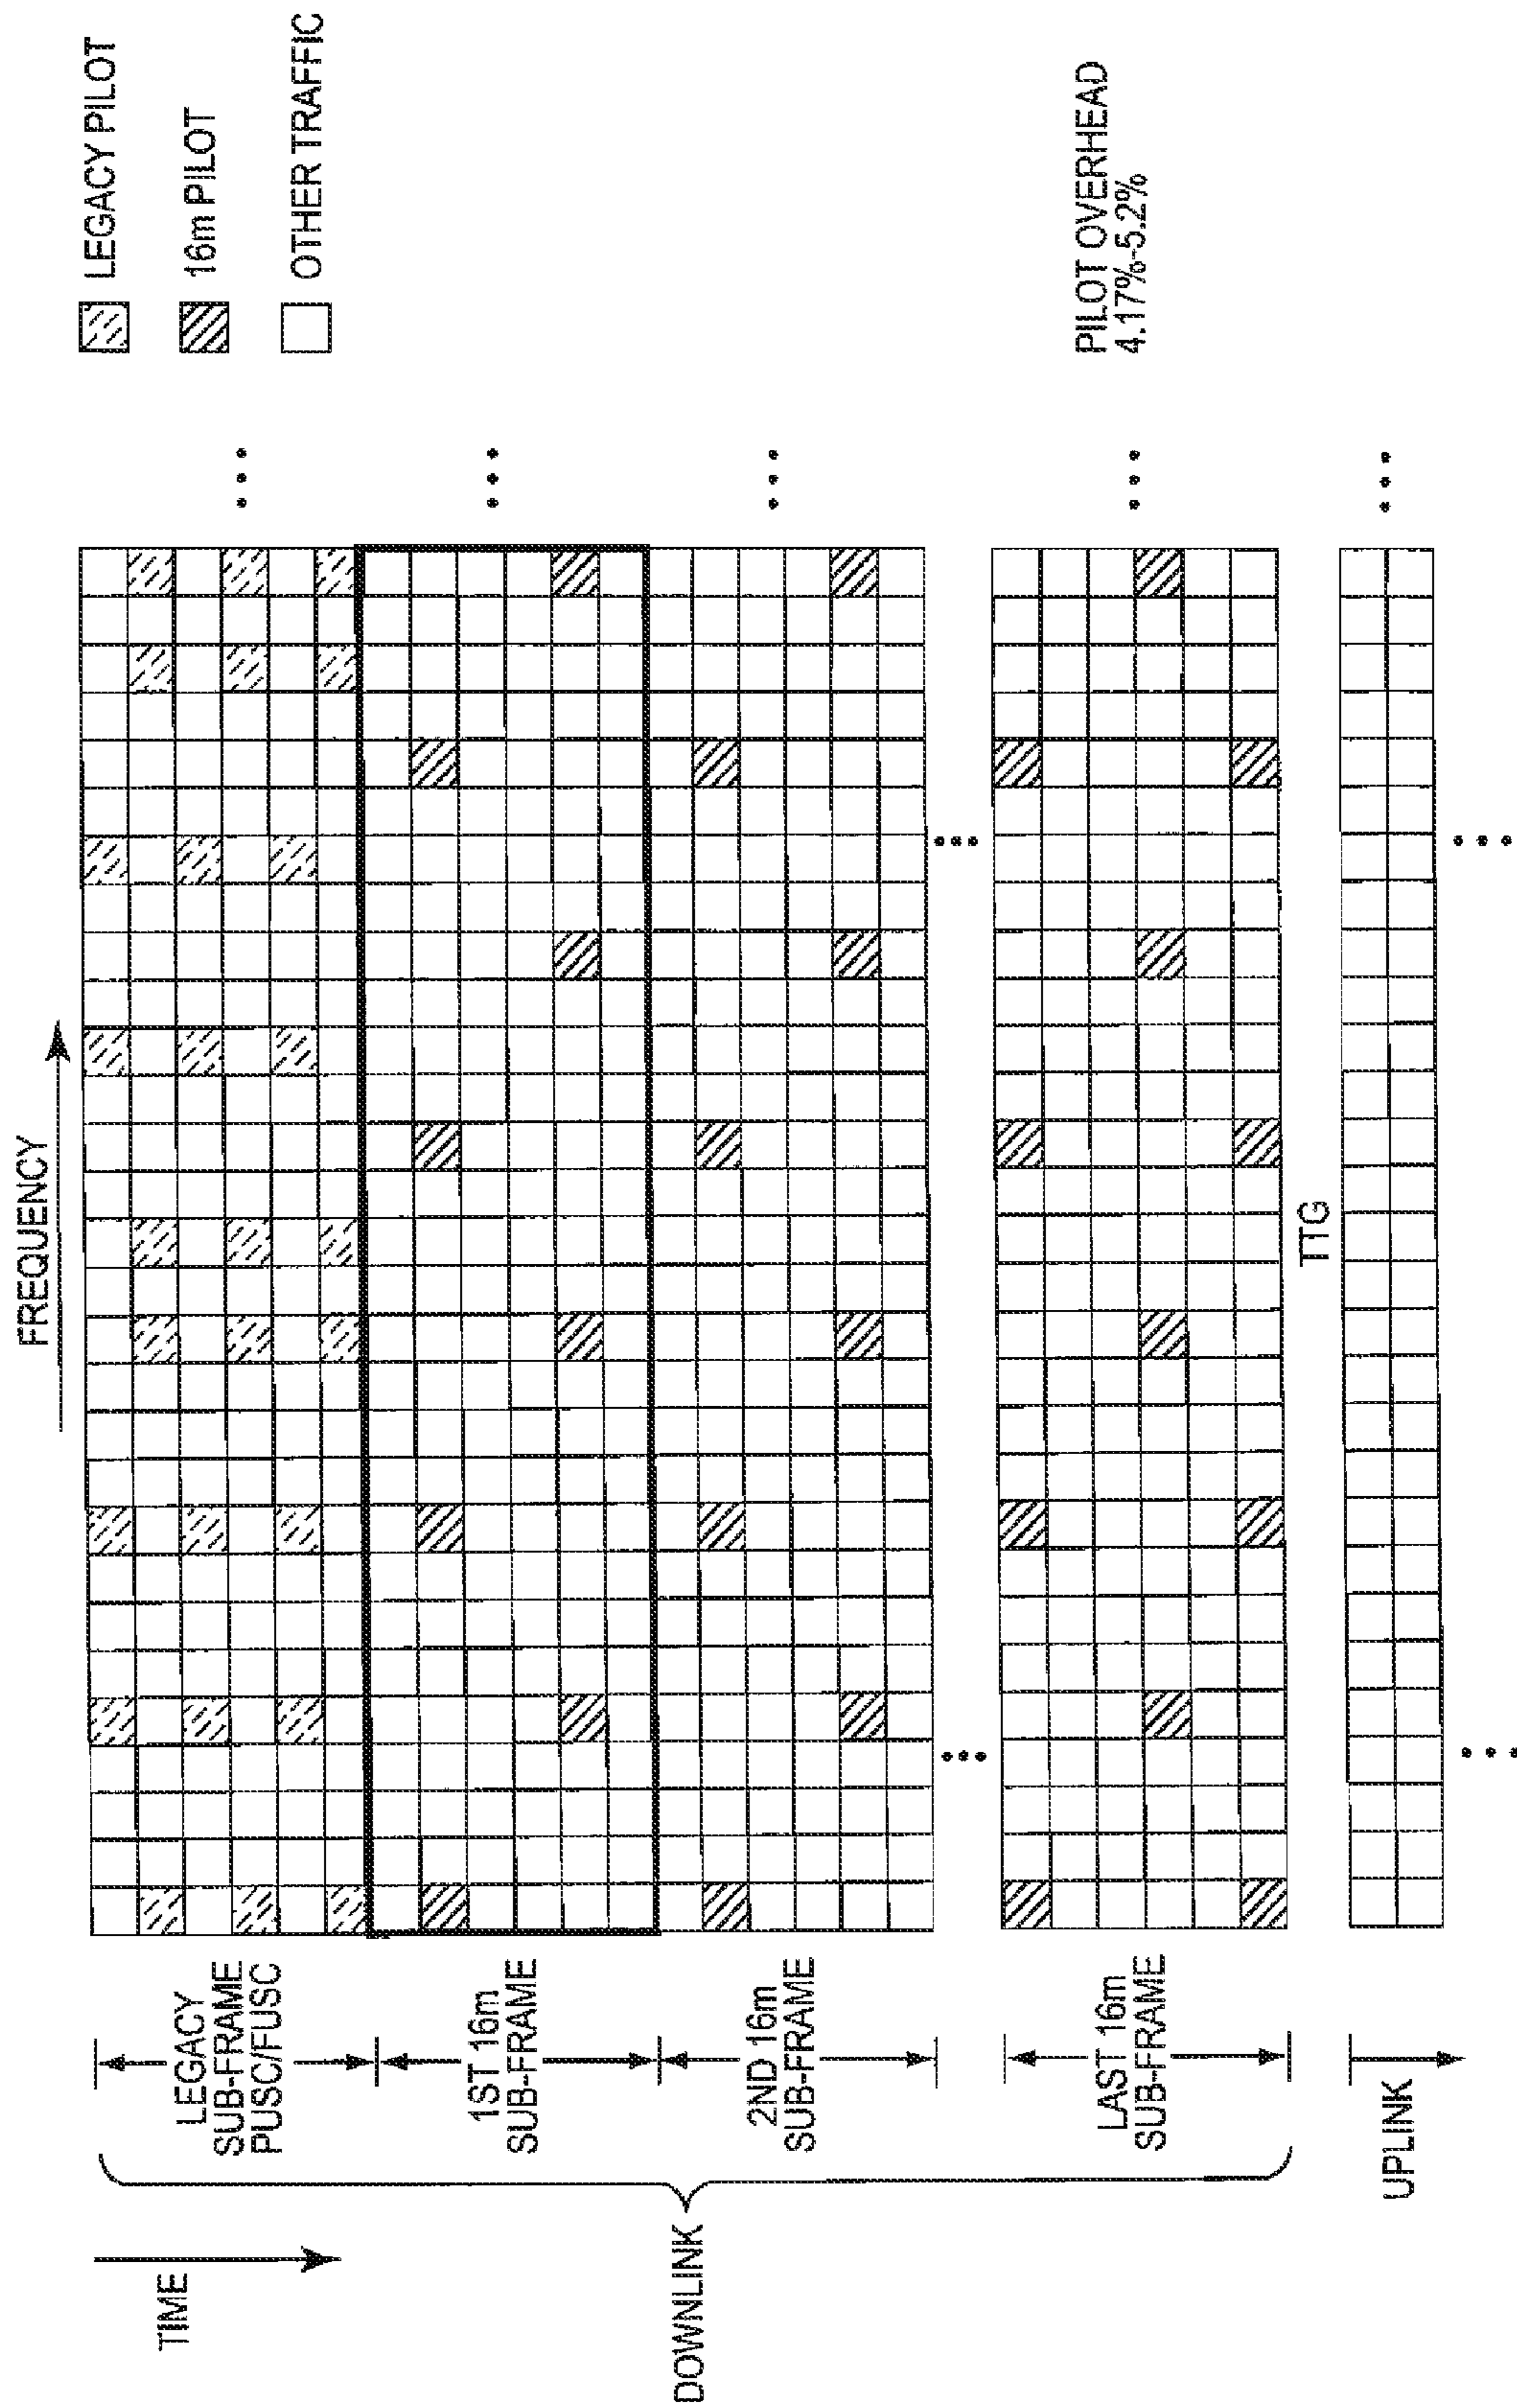 FREQUENCY
TIME
DOWNLINK
LEGACY
SUB-FRAME
PUSC/FUSC
1ST 16m
SUB-FRAME
2ND 16m
SUB-FRAME
LAST 16m
SUB-FRAME
TTG
UPLINK
LEGACY PILOT
16m PILOT
OTHER TRAFFIC
PILOT OVERHEAD
4.17%-5.2%